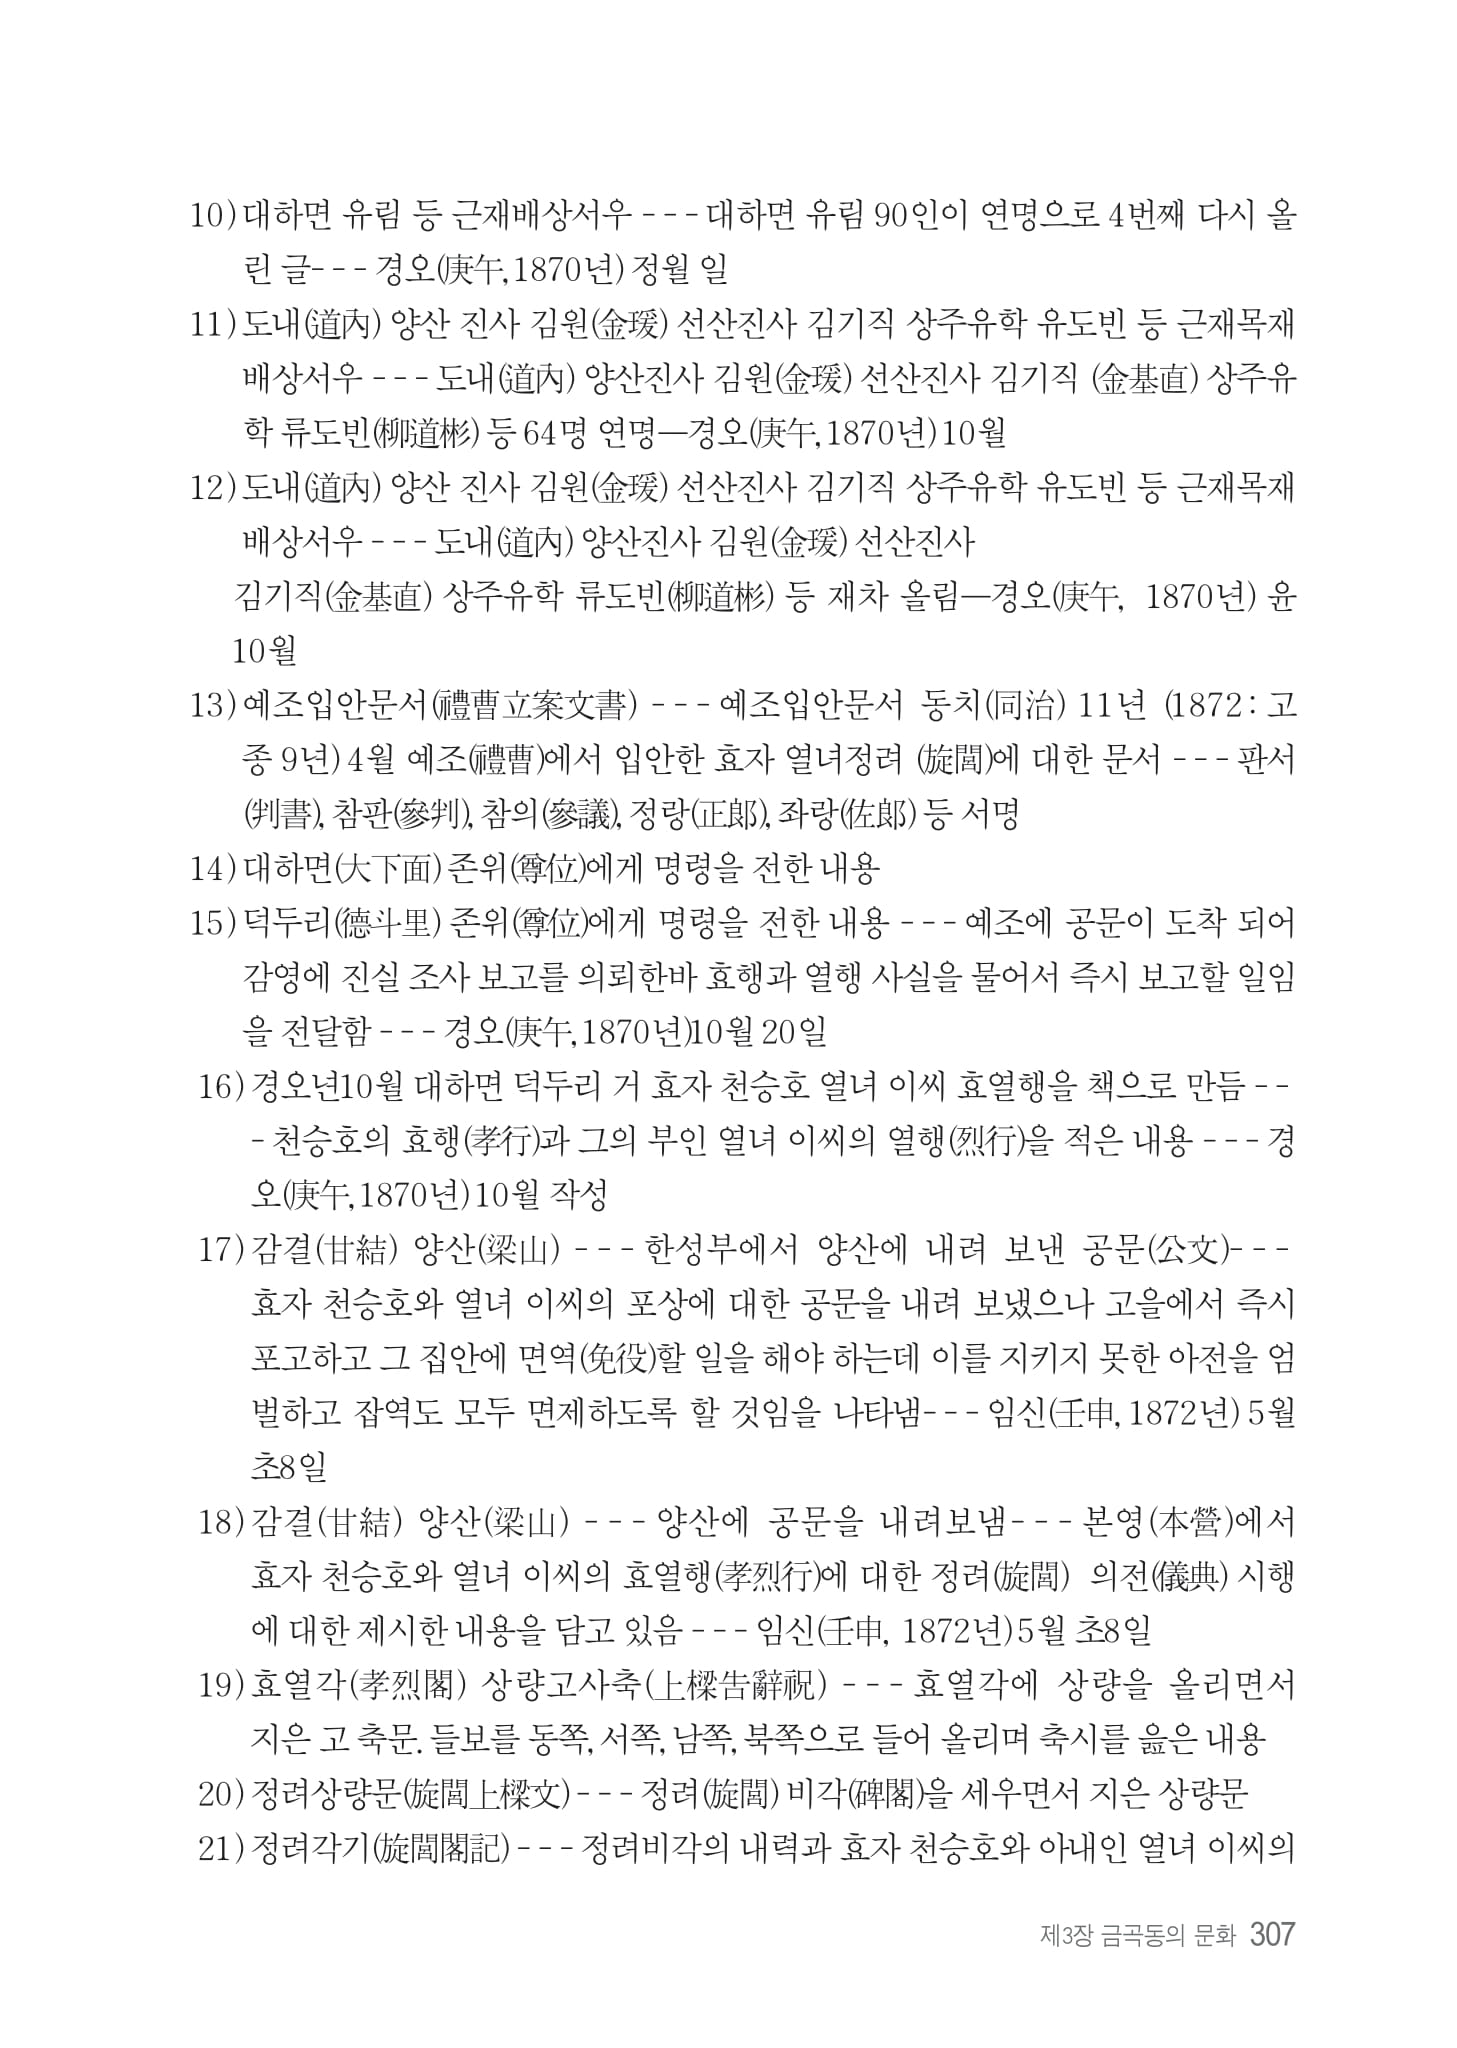 10) 대하면 유림 등 근재배상서우 - - - 대하면 유림 90인이 연명으로 4번째 다시 올
린 글- - - 경오(庚午, 1870년) 정월 일
11) 도내(道內) 양산 진사 김원(金瑗) 선산진사 김기직 상주유학 유도빈 등 근재목재
배상서우 - - - 도내(道內) 양산진사 김원(金瑗) 선산진사 김기직 (金基直) 상주유
학 류도빈(柳道彬) 등 64명 연명—경오(庚午, 1870년) 10월
12) 도내(道內) 양산 진사 김원(金瑗) 선산진사 김기직 상주유학 유도빈 등 근재목재
배상서우 - - - 도내(道內) 양산진사 김원(金瑗) 선산진사
김기직(金基直) 상주유학 류도빈(柳道彬) 등 재차 올림—경오(庚午, 1870년) 윤
10월
13) 예조입안문서(禮曹立案文書) - - - 예조입안문서 동치(同治) 11년 (1872: 고
종 9년) 4월 예조(禮曹)에서 입안한 효자 열녀정려 (旌閭)에 대한 문서 - - - 판서
(判書), 참판(參判), 참의(參議), 정랑(正郞), 좌랑(佐郞) 등 서명
14) 대하면(大下面) 존위(尊位)에게 명령을 전한 내용
15) 덕두리(德斗里) 존위(尊位)에게 명령을 전한 내용 - - - 예조에 공문이 도착 되어
감영에 진실 조사 보고를 의뢰한바 효행과 열행 사실을 물어서 즉시 보고할 일임
을 전달함 - - - 경오(庚午, 1870년)10월 20일
16) 경오년10월 대하면 덕두리 거 효자 천승호 열녀 이씨 효열행을 책으로 만듬 - -
- 천승호의 효행(孝行)과 그의 부인 열녀 이씨의 열행(烈行)을 적은 내용 - - - 경
오(庚午, 1870년) 10월 작성
17) 감결(甘結) 양산(梁山) - - - 한성부에서 양산에 내려 보낸 공문(公文)- - -
효자 천승호와 열녀 이씨의 포상에 대한 공문을 내려 보냈으나 고을에서 즉시
포고하고 그 집안에 면역(免役)할 일을 해야 하는데 이를 지키지 못한 아전을 엄
벌하고 잡역도 모두 면제하도록 할 것임을 나타냄- - - 임신(壬申, 1872년) 5월
초8일
18) 감결(甘結) 양산(梁山) - - - 양산에 공문을 내려보냄- - - 본영(本營)에서
효자 천승호와 열녀 이씨의 효열행(孝烈行)에 대한 정려(旌閭) 의전(儀典) 시행
에 대한 제시한 내용을 담고 있음 - - - 임신(壬申, 1872년) 5월 초8일
19) 효열각(孝烈閣) 상량고사축(上樑告辭祝) - - - 효열각에 상량을 올리면서
지은 고 축문. 들보를 동쪽, 서쪽, 남쪽, 북쪽으로 들어 올리며 축시를 읊은 내용
20) 정려상량문(旌閭上樑文) - - - 정려(旌閭) 비각(碑閣)을 세우면서 지은 상량문
21) 정려각기(旌閭閣記) - - - 정려비각의 내력과 효자 천승호와 아내인 열녀 이씨의
제3장 금곡동의 문화 307